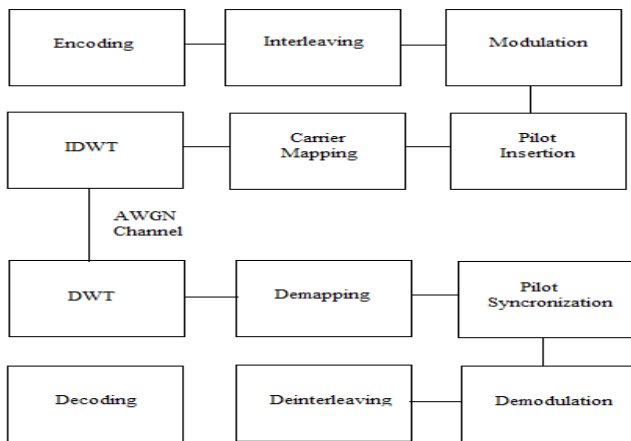 Encoding
Interleaving
Modulation
IDWT
Carrier
Mapping
Pilot
Insertion
AWGN
Channel
DWT
Demapping
Pilot
Syncronization
Decoding
Deinterleaving
Demodulation